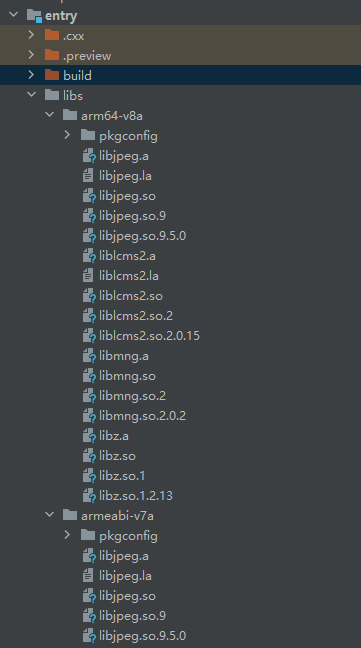 entry
.cxx
.preview
build
libs
arm64-v8a
pkgconfig
libjpeg.a
libjpeg.la
libjpeg.so
libjpeg.so.9
libjpeg.so.9.5.0
liblcms2.a
liblcms2.la
liblcms2.so
liblcms2.so.2
liblcms2.so.2.0.15
libmng.a
libmng.so
libmng.so.2
libmng.so.2.0.2
libz.a
libz.so
libz.so.1
libz.so.1.2.13
armeabi-v7a
pkgconfig
libjpeg.a
libjpeg.la
libjpeg.so
libjpeg.so.9
libjpeg.so.9.5.0